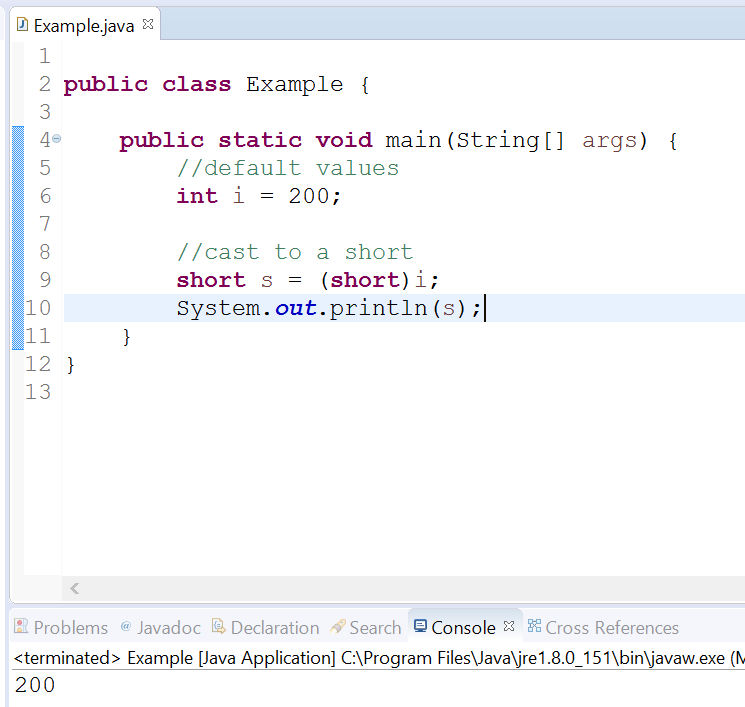 Example.java
1
2 public class Example {
3
4 public static void main(String[] args) {
5 //default values
6 int i = 200;
7
8 //cast to a short
9 short s = (short)i;
10 System.out.println(s);
11 }
12 }
13
Problems @ Javadoc Declaration Search Console Cross References
<terminated> Example [Java Application] C:\Program Files\Java\jre1.8.0_151\bin\javaw.exe (M
200